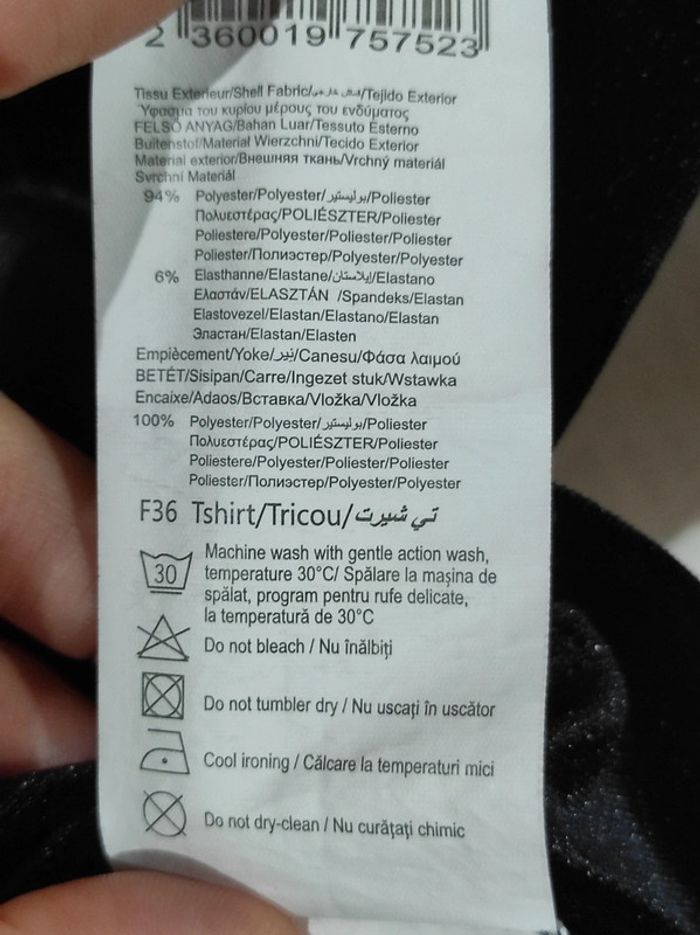 2 360019 757523
Tissu Exterieur/Shell Fabric/قماش خارجي/Tejido Exterior
Ύφασμα του κυρίου μέρους του ενδύματος
FELSŐ ANYAG/Bahan Luar/Tessuto Esterno
Buitenstof/Materiał Wierzchni/Tecido Exterior
Material exterior/Внешняя ткань/Vrchný materiál
Svrchní Materiál
94% Polyester/Polyester/بوليستير/Poliester
Πολυεστέρας/POLIÉSZTER/Poliester
Poliestere/Polyester/Poliester/Poliester
Poliester/Полиэстер/Polyester/Polyester
6% Elasthanne/Elastane/إيلاستان/Elastano
Ελαστάν/ELASZTÁN /Spandeks/Elastan
Elastovezel/Elastan/Elastano/Elastan
Эластан/Elastan/Elasten
Empiècement/Yoke/نير/Canesu/Φάσα λαιμού
BETÉT/Sisipan/Carre/Ingezet stuk/Wstawka
Encaixe/Adaos/Вставка/Vložka/Vložka
100% Polyester/Polyester/بوليستير/Poliester
Πολυεστέρας/POLIÉSZTER/Poliester
Poliestere/Polyester/Poliester/Poliester
Poliester/Полиэстер/Polyester/Polyester
F36 Tshirt/Tricou/تي شيرت
30 Machine wash with gentle action wash,
temperature 30°C/ Spălare la mașina de
spălat, program pentru rufe delicate,
la temperatură de 30°C
Do not bleach / Nu înălbiți
Do not tumbler dry / Nu uscați în uscător
Cool ironing / Călcare la temperaturi mici
Do not dry-clean / Nu curățați chimic